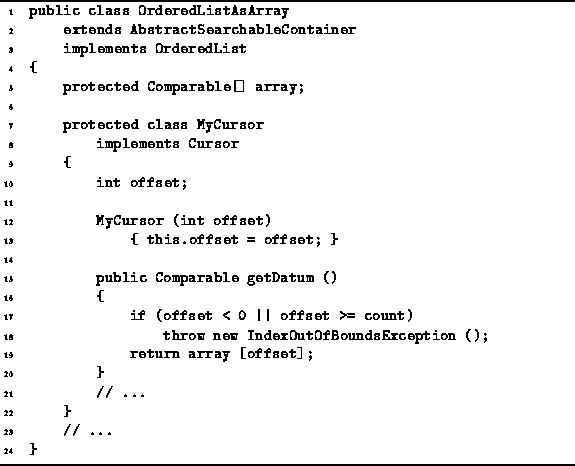 1 public class OrderedListAsArray
2     extends AbstractSearchableContainer
3     implements OrderedList
4 {
5     protected Comparable[] array;
6
7     protected class MyCursor
8         implements Cursor
9     {
10         int offset;
11
12         MyCursor (int offset)
13             { this.offset = offset; }
14
15         public Comparable getDatum ()
16         {
17             if (offset < 0 || offset >= count)
18                 throw new IndexOutOfBoundsException ();
19             return array [offset];
20         }
21         // ...
22     }
23     // ...
24 }